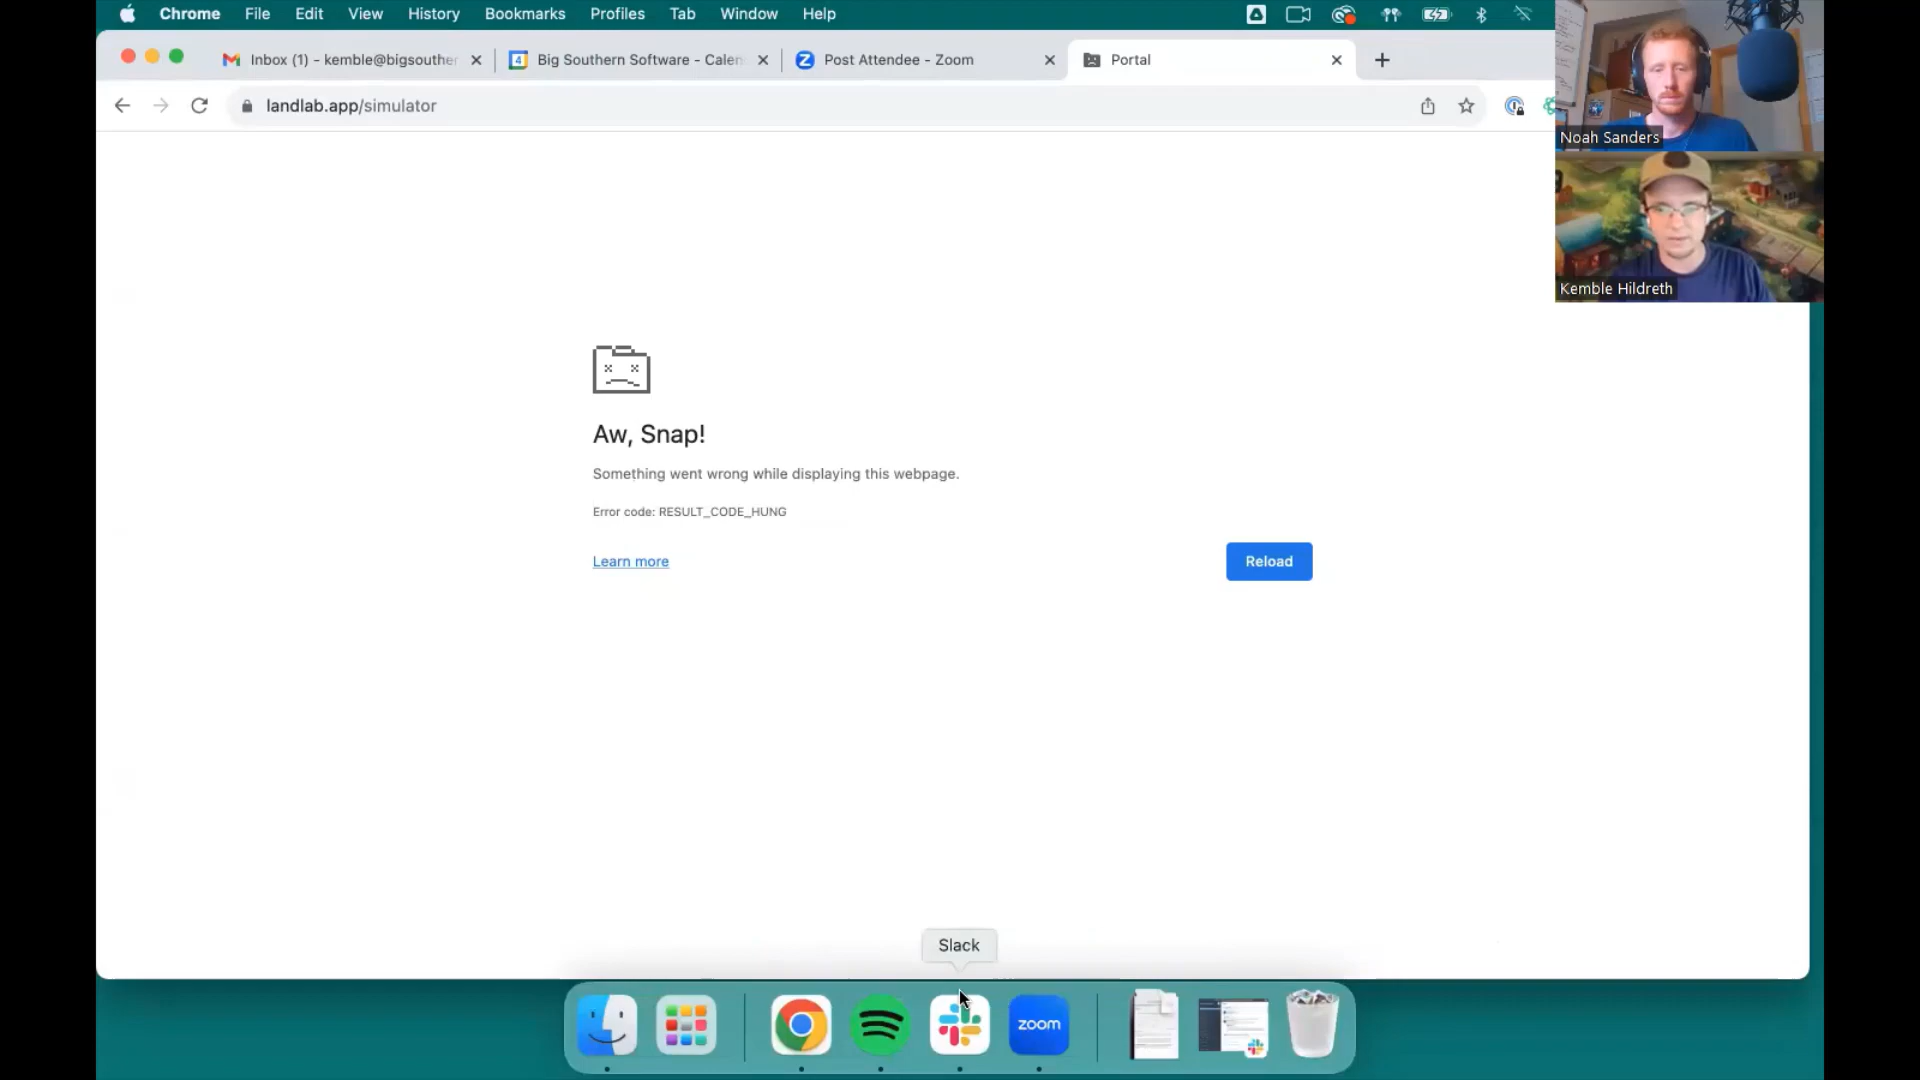 Chrome File Edit View History Bookmarks Profiles Tab Window Help
Inbox (1) - kemble@bigsouther
Big Southern Software - Calen
Post Attendee - Zoom
Portal
landlab.app/simulator
Noah Sanders
Kemble Hildreth
Aw, Snap!
Something went wrong while displaying this webpage.
Error code: RESULT_CODE_HUNG
Learn more
Reload
Slack
zoom